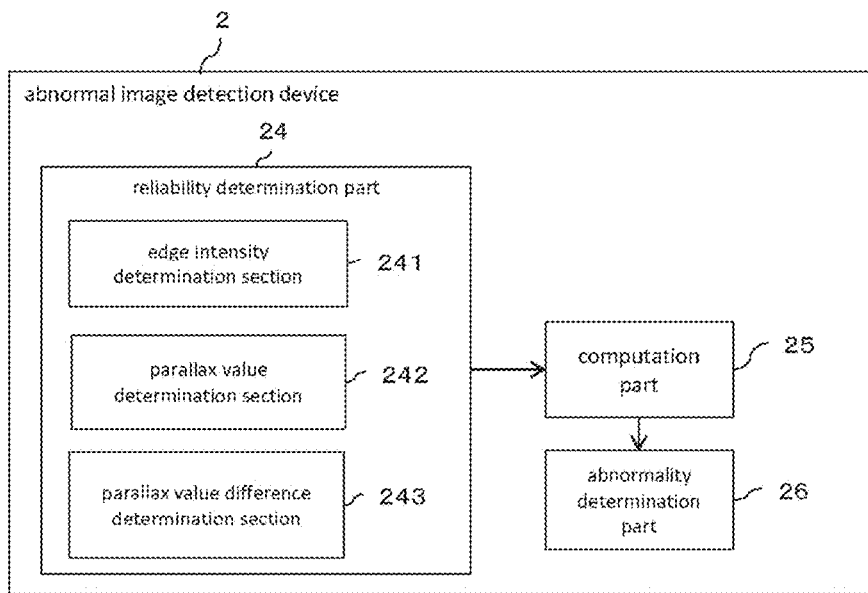 2
abnormal image detection device
24
reliability determination part
edge intensity
determination section
241
parallax value
determination section
242
parallax value difference
determination section
243
computation
part
25
abnormality
determination
part
26